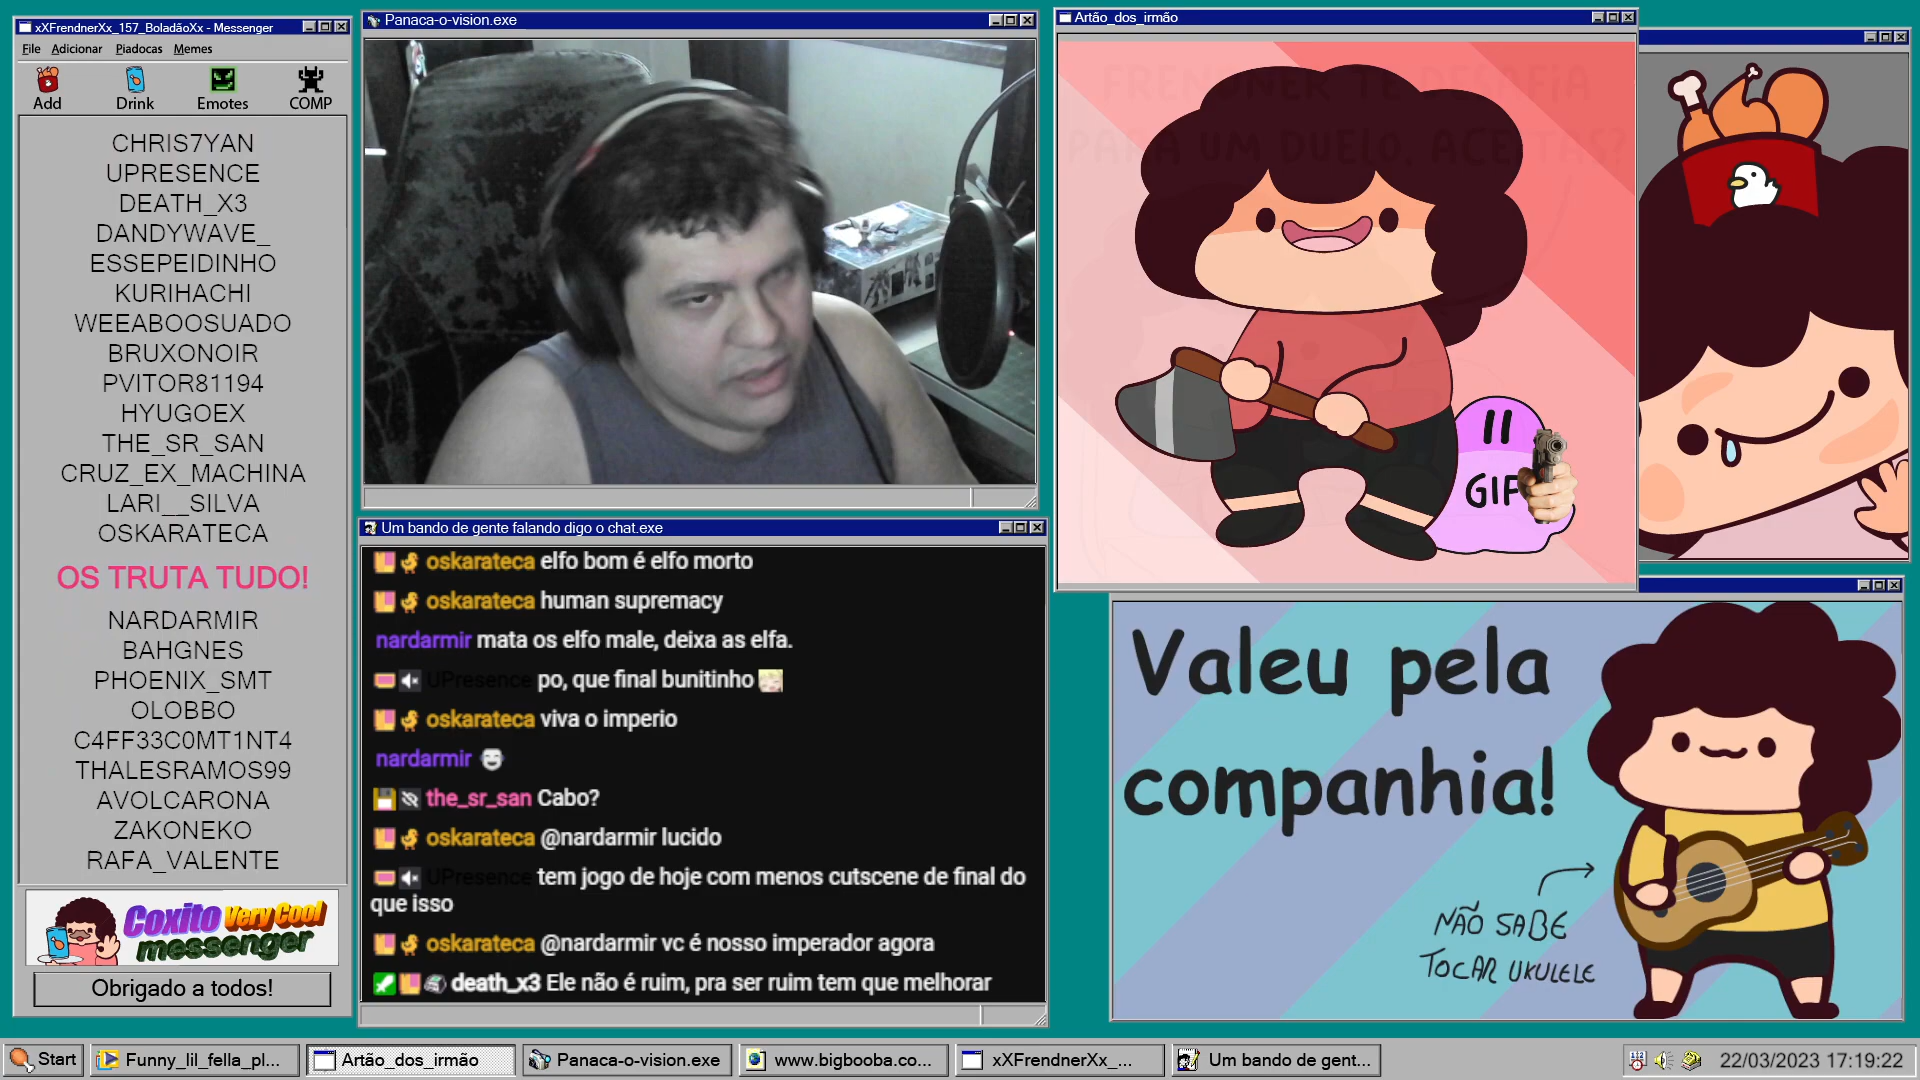 xXFrendnerXx_157_BoladãoXx - Messenger
File Adicionar Piadocas Memes
Add Drink Emotes COMP
CHRIS7YAN
UPRESENCE
DEATH_X3
DANDYWAVE_
ESSEPEIDINHO
KURIHACHI
WEEABOOSUADO
BRUXONOIR
PVITOR81194
HYUGOEX
THE_SR_SAN
CRUZ_EX_MACHINA
LARI__SILVA
OSKARATECA
OS TRUTA TUDO!
NARDARMIR
BAHGNES
PHOENIX_SMT
OLOBBO
C4FF33C0MT1NT4
THALESRAMOS99
AVOLCARONA
ZAKONEKO
RAFA_VALENTE
Coxito Very Cool
messenger
Obrigado a todos!
Panaca-o-vision.exe
Um bando de gente falando digo o chat.exe
oskarateca elfo bom é elfo morto
oskarateca human supremacy
nardarmir mata os elfo male, deixa as elfa.
UPresence po, que final bunitinho
oskarateca viva o imperio
nardarmir
the_sr_san Cabo?
oskarateca @nardarmir lucido
UPresence tem jogo de hoje com menos cutscene de final do
que isso
oskarateca @nardarmir vc é nosso imperador agora
death_x3 Ele não é ruim, pra ser ruim tem que melhorar
Artão_dos_irmão
FRENDNER TE DESAFIA
PARA UM DUELO, ACEITAS?
GIF
Valeu pela
companhia!
NÃO SABE
TOCAR UKULELE
Start
Funny_lil_fella_pl...
Artão_dos_irmão
Panaca-o-vision.exe
www.bigbooba.co...
xXFrendnerXx_...
Um bando de gent...
22/03/2023 17:19:22